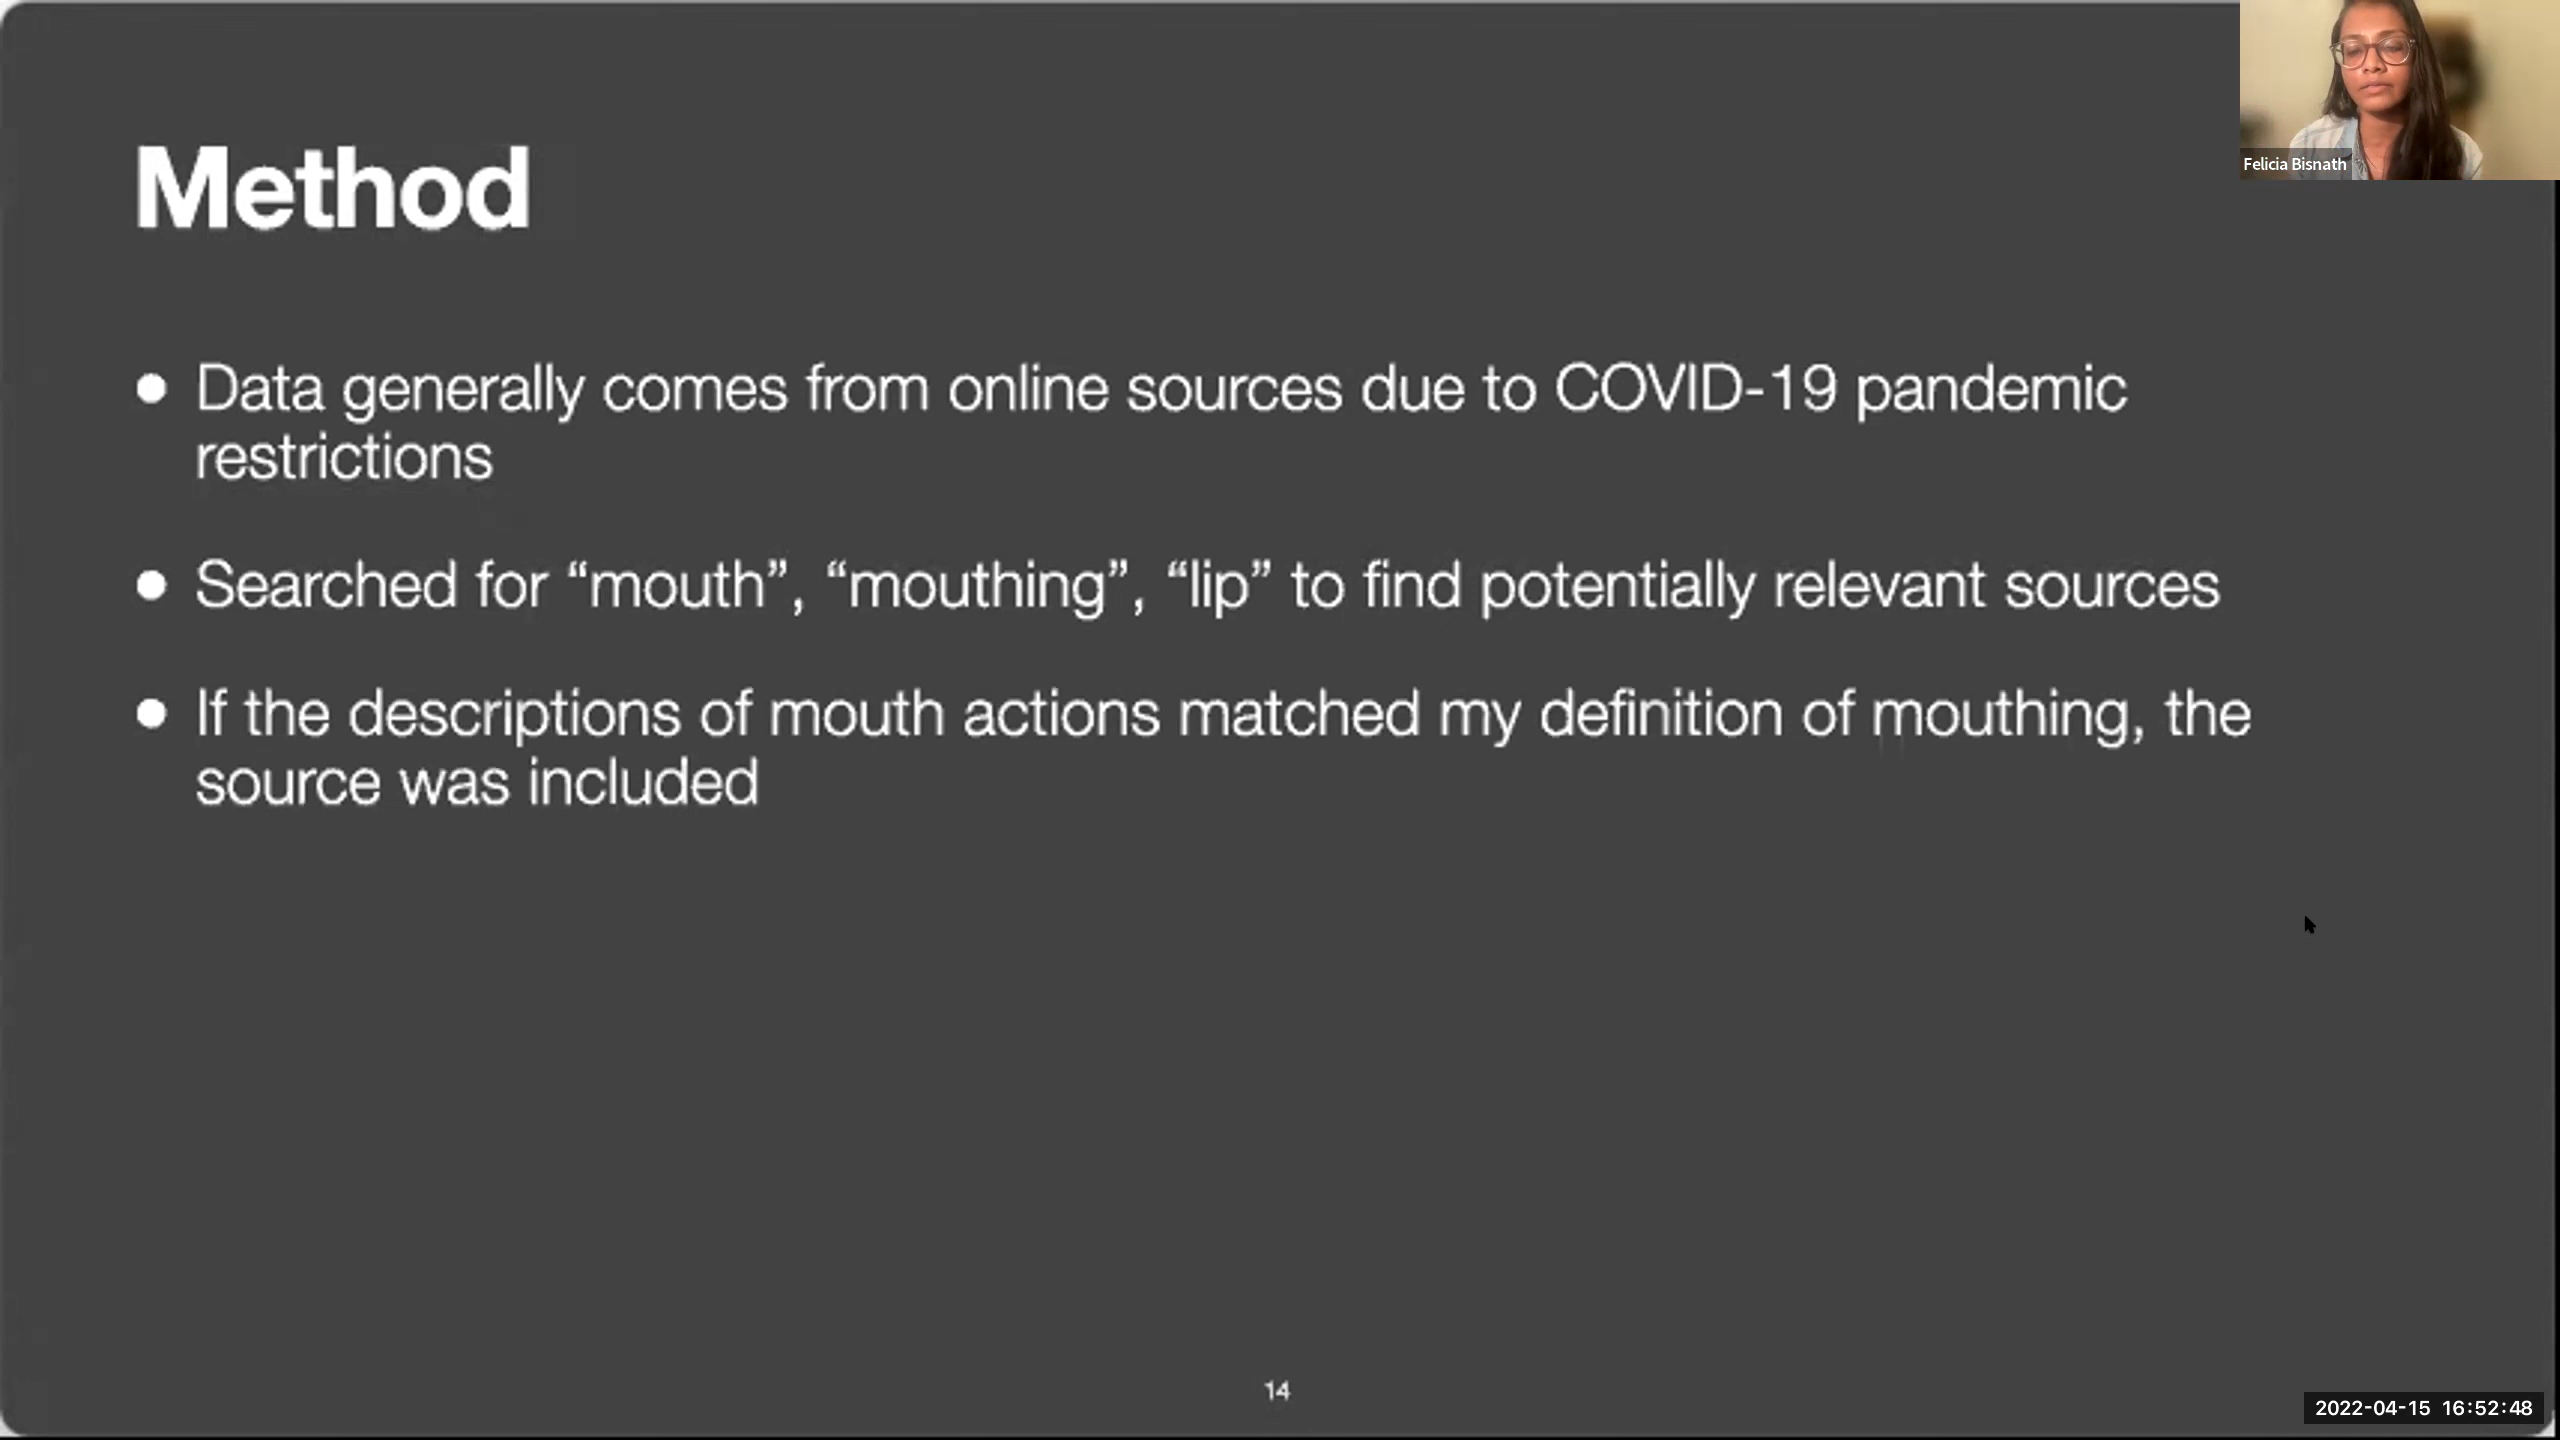 Felicia Bisnath
Method
● Data generally comes from online sources due to COVID-19 pandemic
restrictions
● Searched for “mouth”, “mouthing”, “lip” to find potentially relevant sources
● If the descriptions of mouth actions matched my definition of mouthing, the
source was included
14
2022-04-15 16:52:48